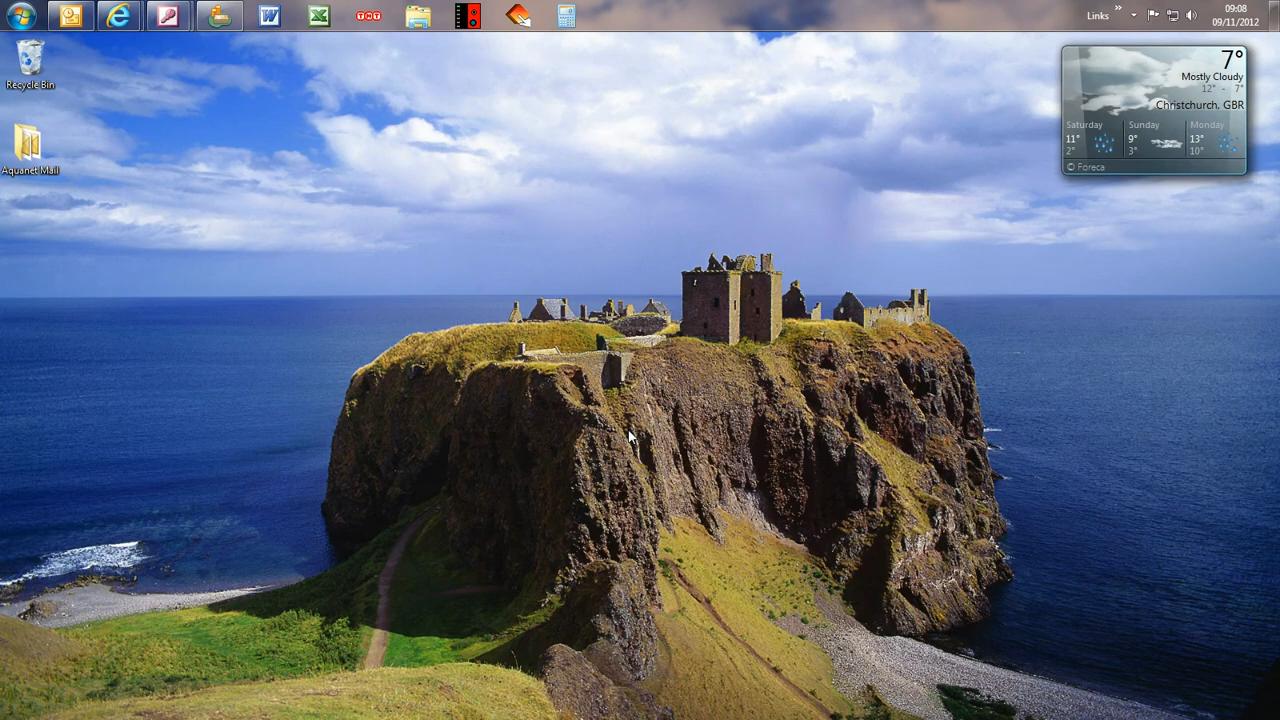 TNT
Links
09:08
09/11/2012
Recycle Bin
Aquanet Mail
7°
Mostly Cloudy
12° - 7°
Christchurch, GBR
Saturday Sunday Monday
11° 9° 13°
2° 3° 10°
© Foreca